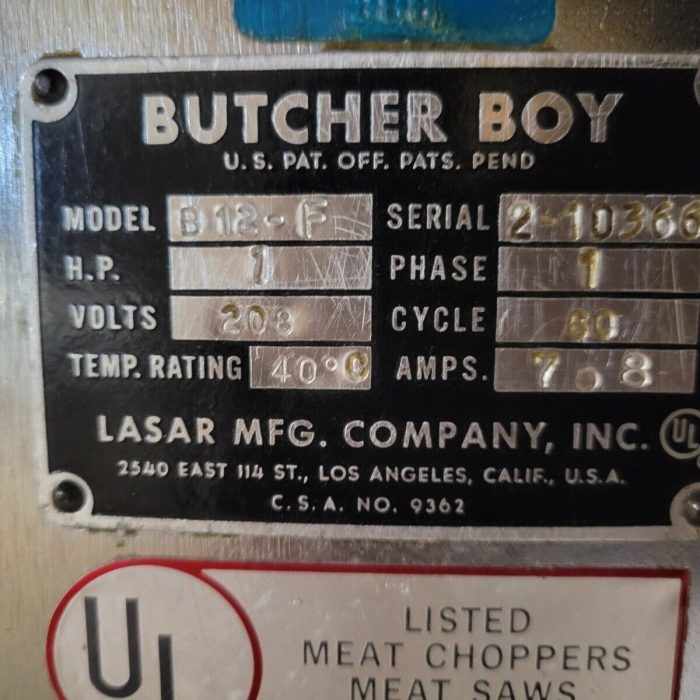 BUTCHER BOY
U.S. PAT. OFF. PATS. PEND
MODEL B12-F SERIAL 2-10366
H.P. 1 PHASE 1
VOLTS 208 CYCLE 60
TEMP. RATING 40°C AMPS. 7.8
LASAR MFG. COMPANY, INC. UL
2540 EAST 114 ST., LOS ANGELES, CALIF., U.S.A.
C.S.A. NO. 9362
UL
LISTED
MEAT CHOPPERS
MEAT SAWS